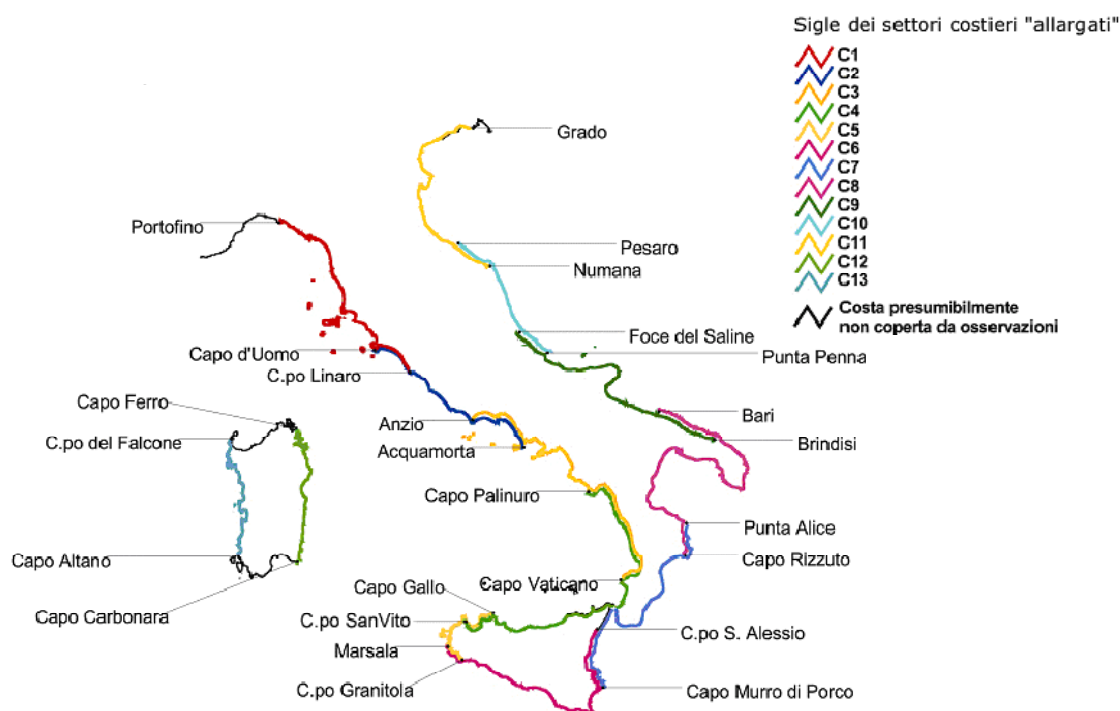 Sigle dei settori costieri "allargati"
C1
C2
C3
C4
C5
C6
C7
C8
C9
C10
C11
C12
C13
Costa presumibilmente
non coperta da osservazioni
Grado
Portofino
Pesaro
Numana
Foce del Saline
Capo d'Uomo
Punta Penna
C.po Linaro
Capo Ferro
Bari
Anzio
C.po del Falcone
Brindisi
Acquamorta
Capo Palinuro
Punta Alice
Capo Altano
Capo Rizzuto
Capo Vaticano
Capo Gallo
Capo Carbonara
C.po SanVito
C.po S. Alessio
Marsala
C.po Granitola
Capo Murro di Porco